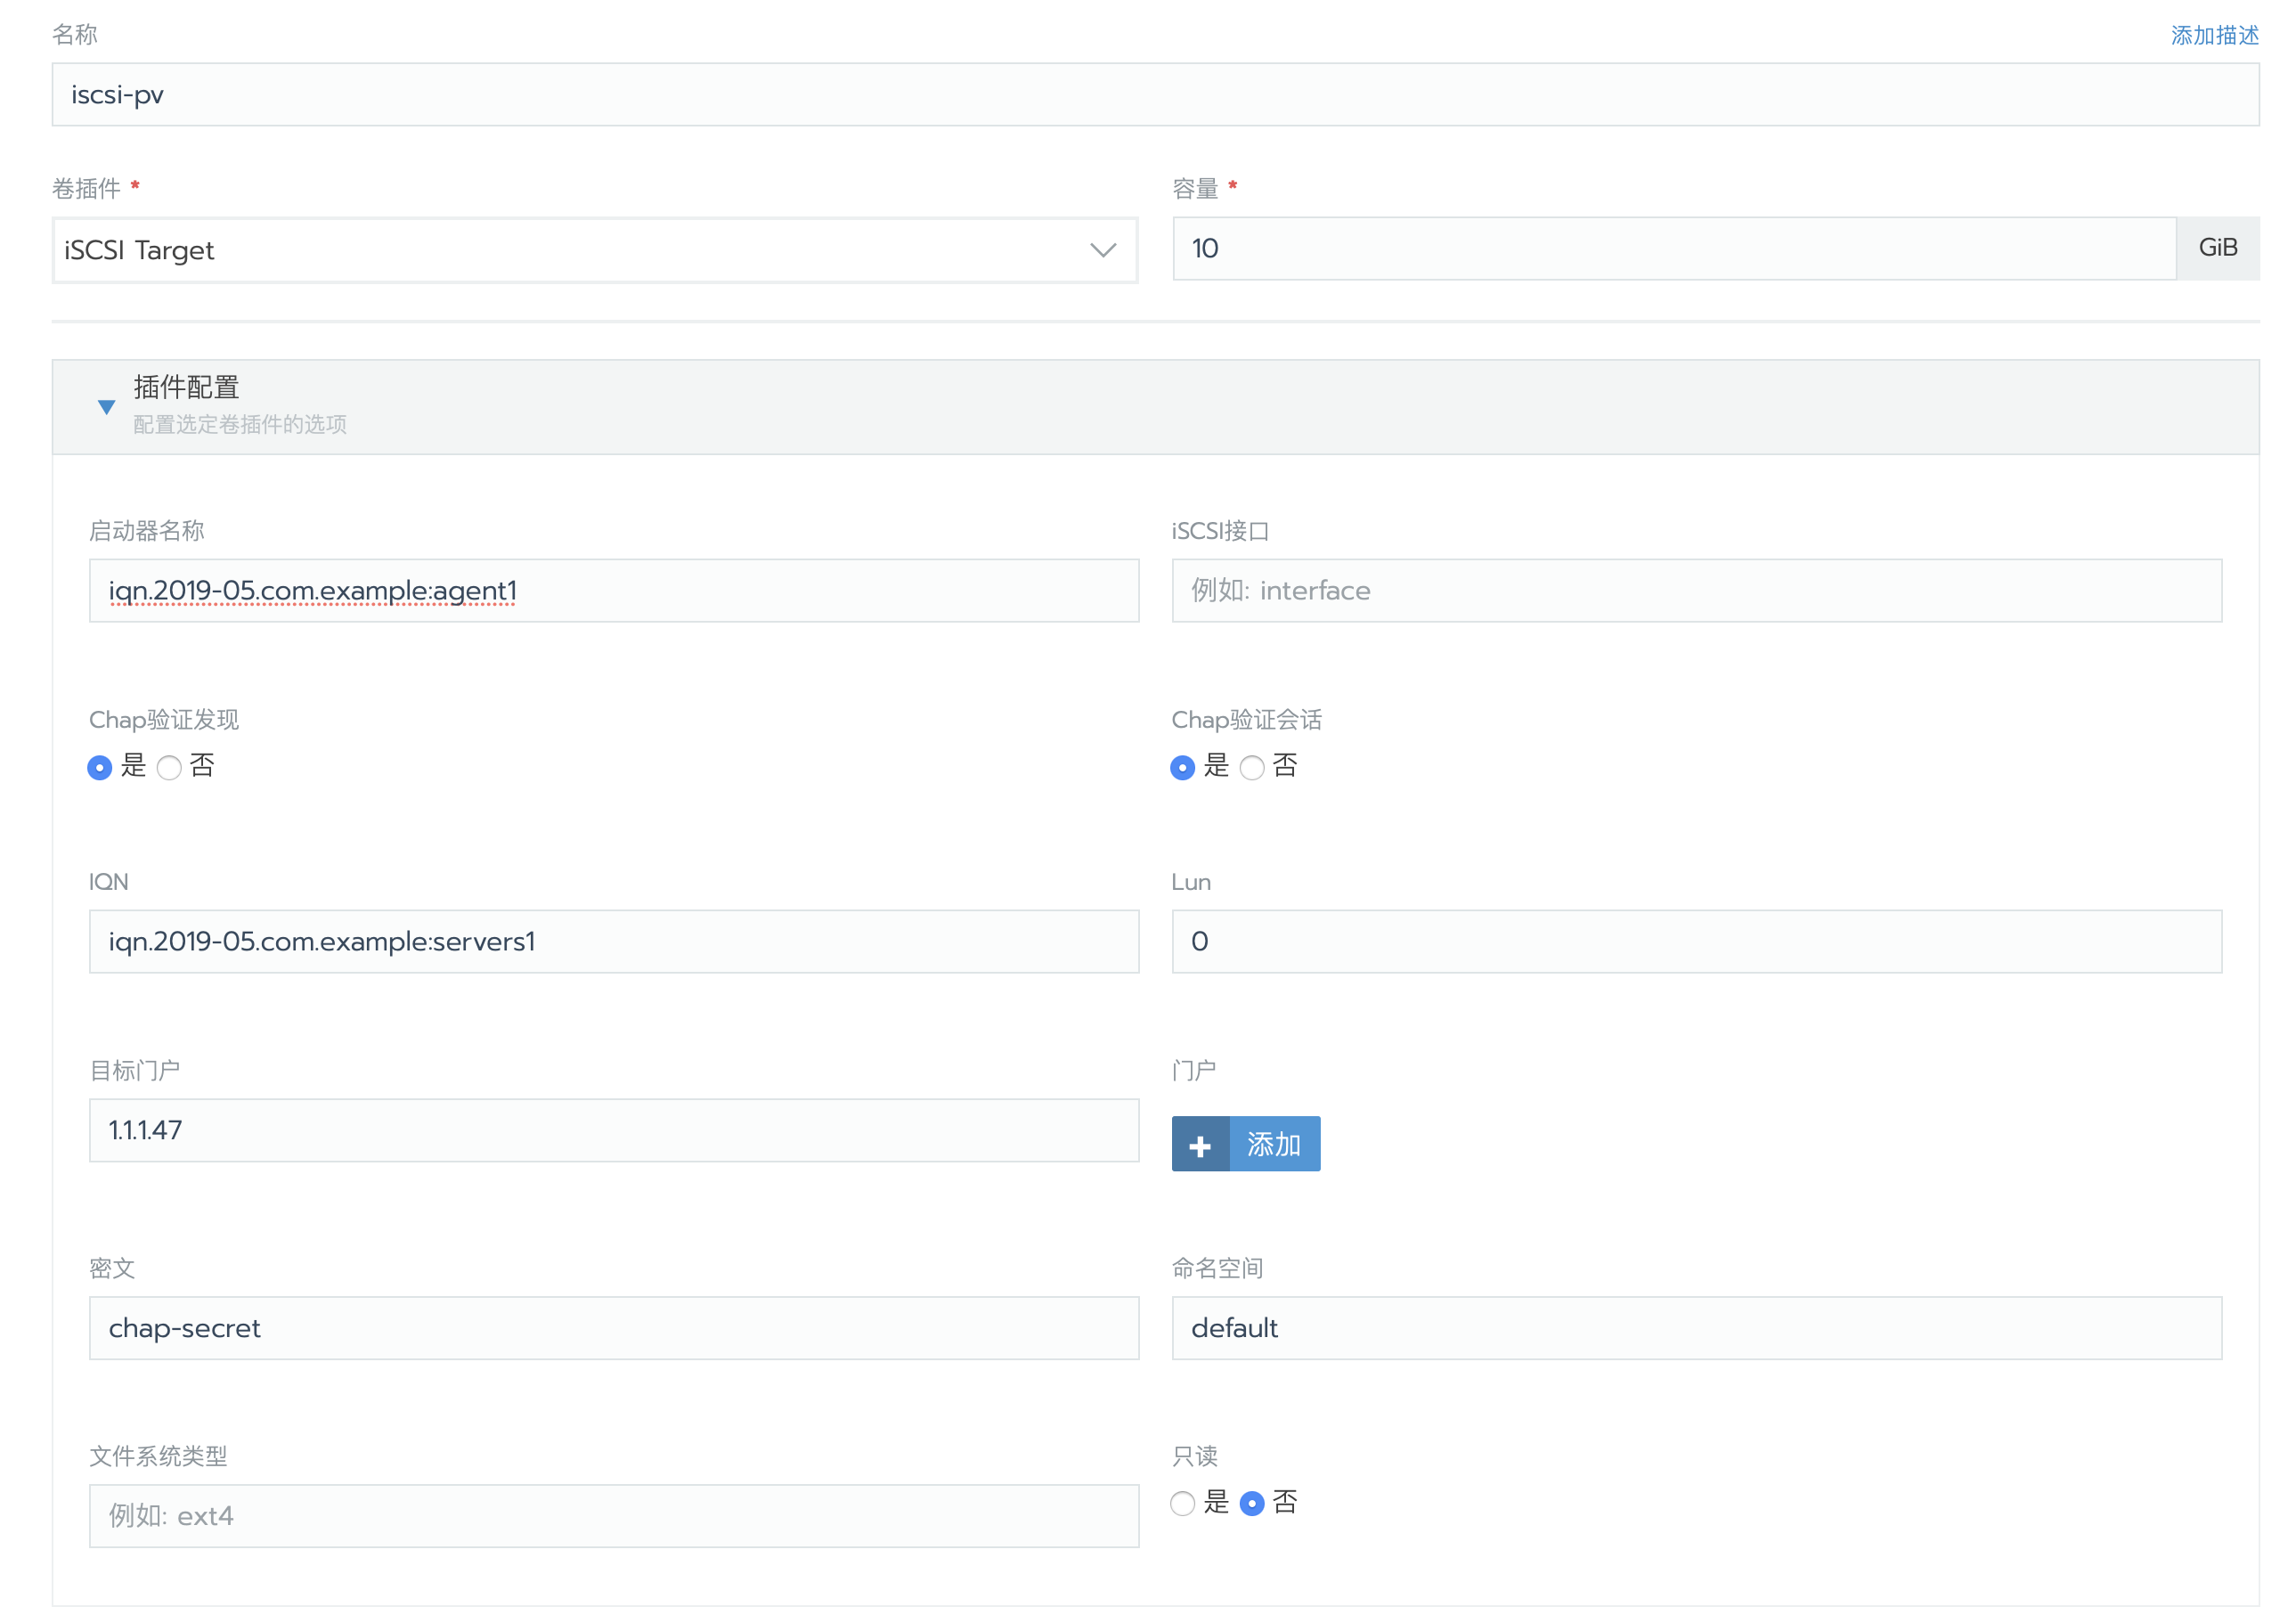 名称
添加描述
iscsi-pv
卷插件 *
容量 *
iSCSI Target
10
GiB
插件配置
配置选定卷插件的选项
启动器名称
iSCSI接口
iqn.2019-05.com.example:agent1
例如: interface
Chap验证发现
Chap验证会话
是 否
是 否
IQN
Lun
iqn.2019-05.com.example:servers1
0
目标门户
门户
1.1.1.47
添加
密文
命名空间
chap-secret
default
文件系统类型
只读
例如: ext4
是 否